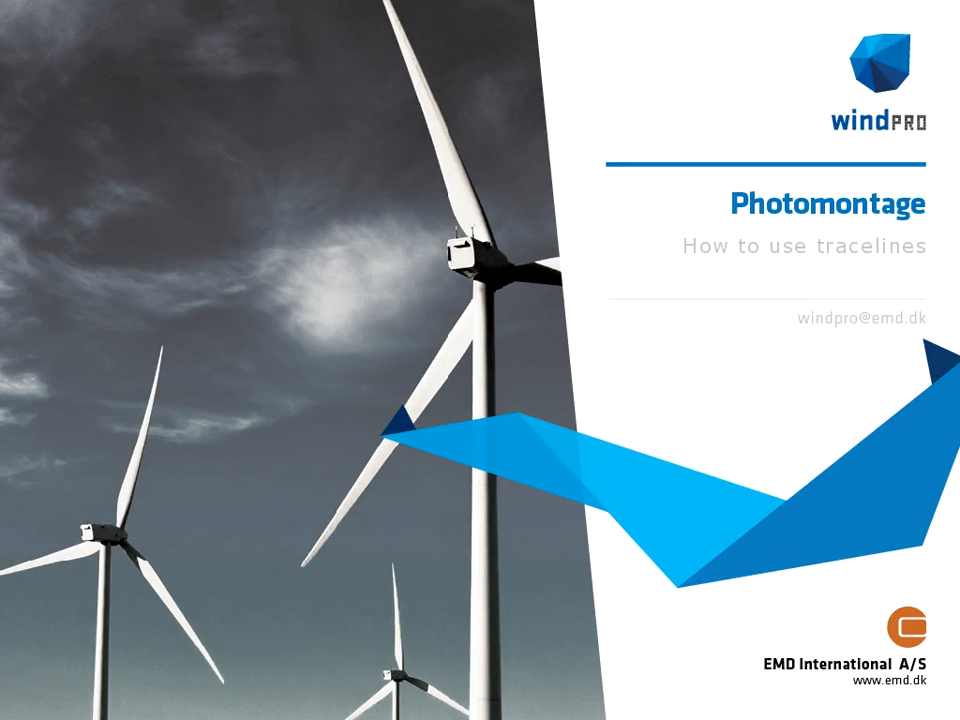 windPRO
Photomontage
How to use tracelines
windpro@emd.dk
EMD International A/S
www.emd.dk